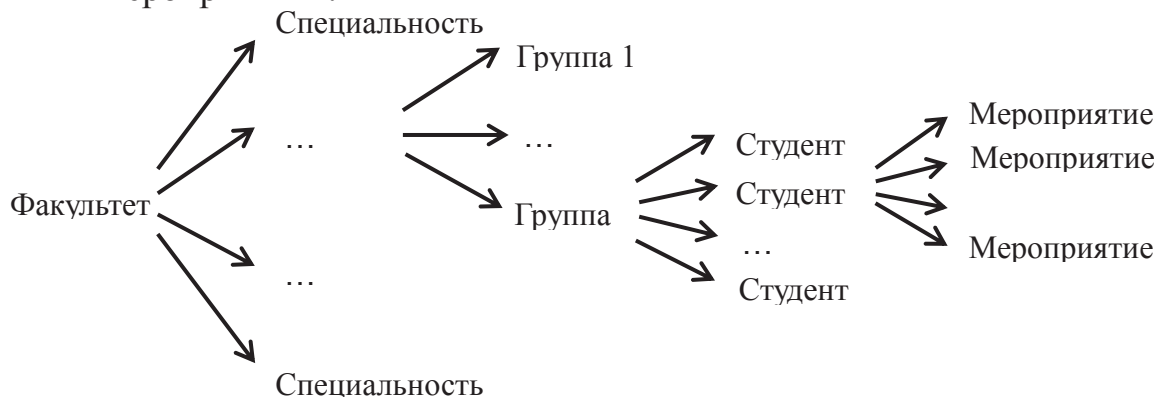 Специальность
Группа 1
…
…
Факультет
Группа
…
Специальность
Студент
Студент
…
Студент
Мероприятие
Мероприятие
Мероприятие